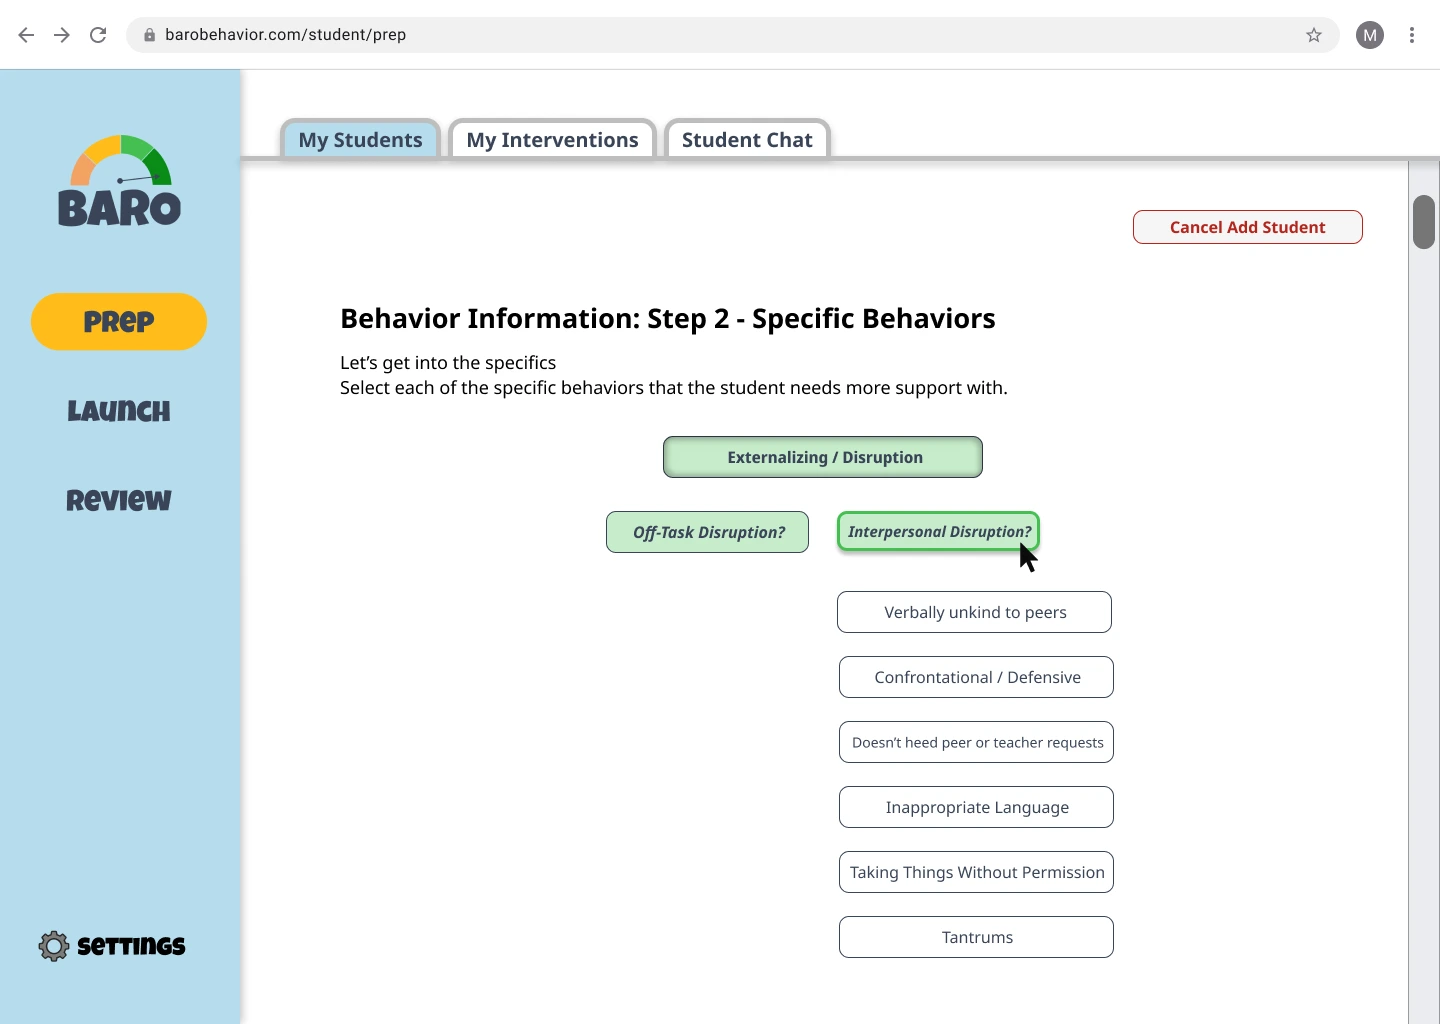 barobehavior.com/student/prep
M
My Students
My Interventions
Student Chat
BARO
Cancel Add Student
PREP
LAUNCH
REVIEW
SETTINGS
Behavior Information: Step 2 - Specific Behaviors
Let’s get into the specifics
Select each of the specific behaviors that the student needs more support with.
Externalizing / Disruption
Off-Task Disruption?
Interpersonal Disruption?
Verbally unkind to peers
Confrontational / Defensive
Doesn’t heed peer or teacher requests
Inappropriate Language
Taking Things Without Permission
Tantrums